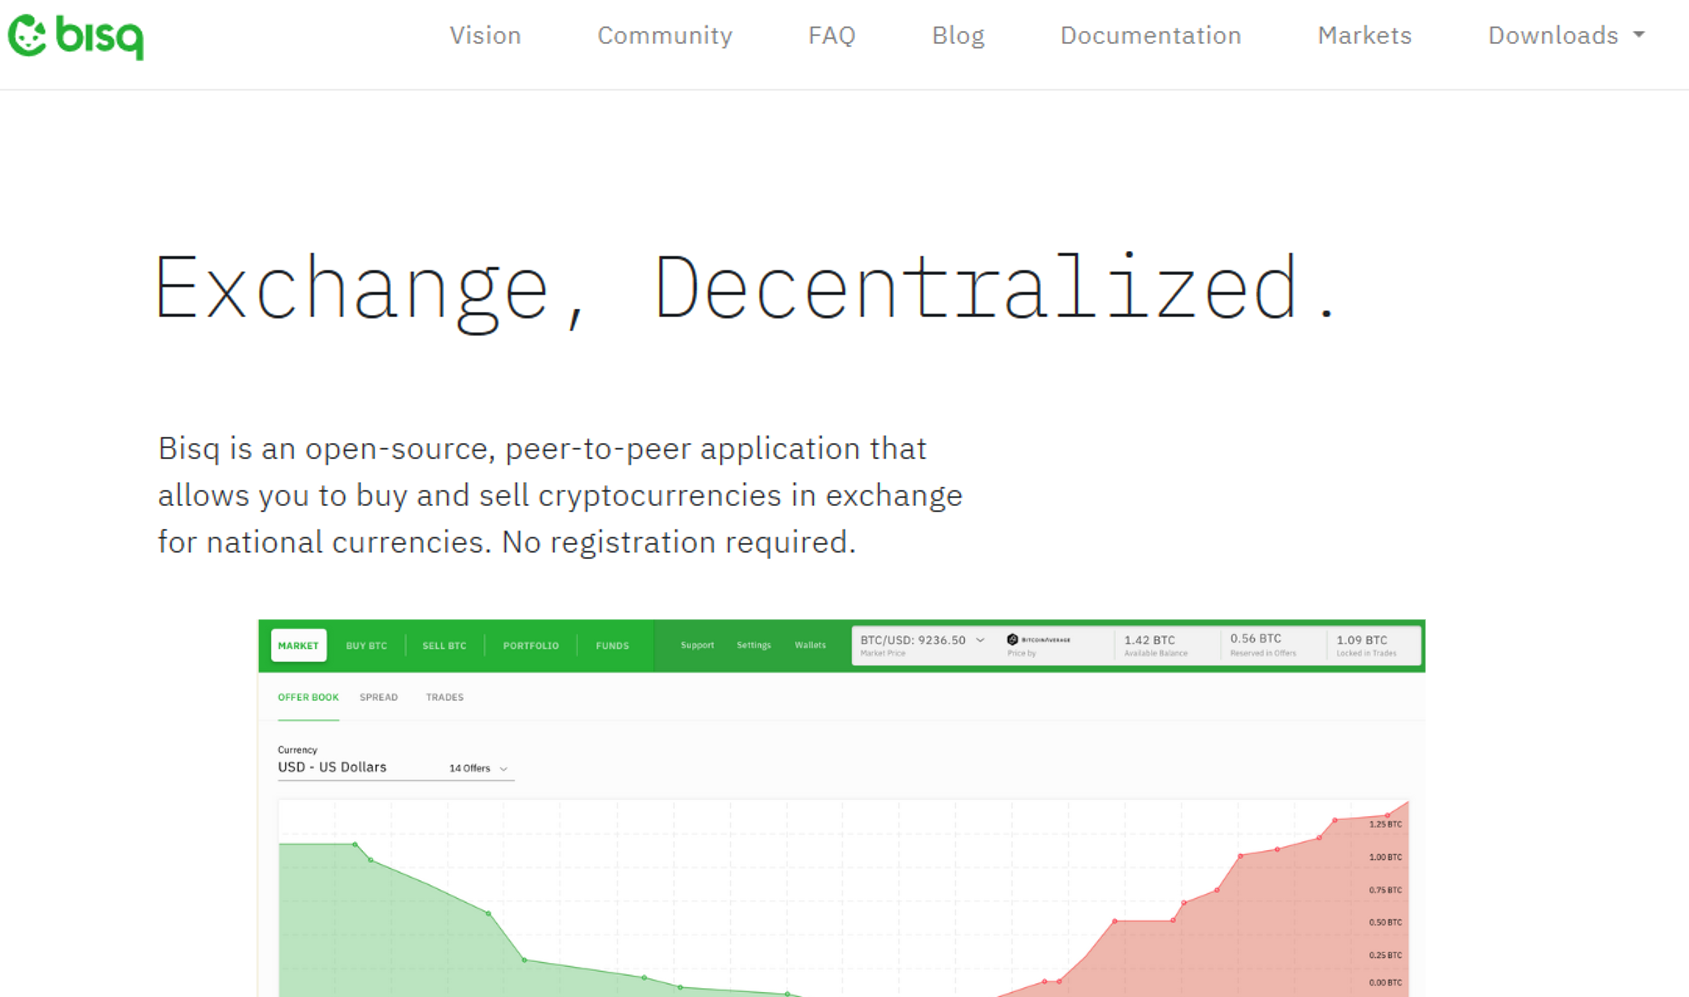 bisq
Vision Community FAQ Blog Documentation Markets Downloads
Exchange, Decentralized.
Bisq is an open-source, peer-to-peer application that
allows you to buy and sell cryptocurrencies in exchange
for national currencies. No registration required.
MARKET BUY BTC SELL BTC PORTFOLIO FUNDS Support Settings Wallets
BTC/USD: 9236.50 BITCOINAVERAGE 1.42 BTC 0.56 BTC 1.09 BTC
Market Price Price by Available Balance Reserved in Offers Locked in Trades
OFFER BOOK SPREAD TRADES
Currency
USD - US Dollars 14 Offers
1.25 BTC
1.00 BTC
0.75 BTC
0.50 BTC
0.25 BTC
0.00 BTC